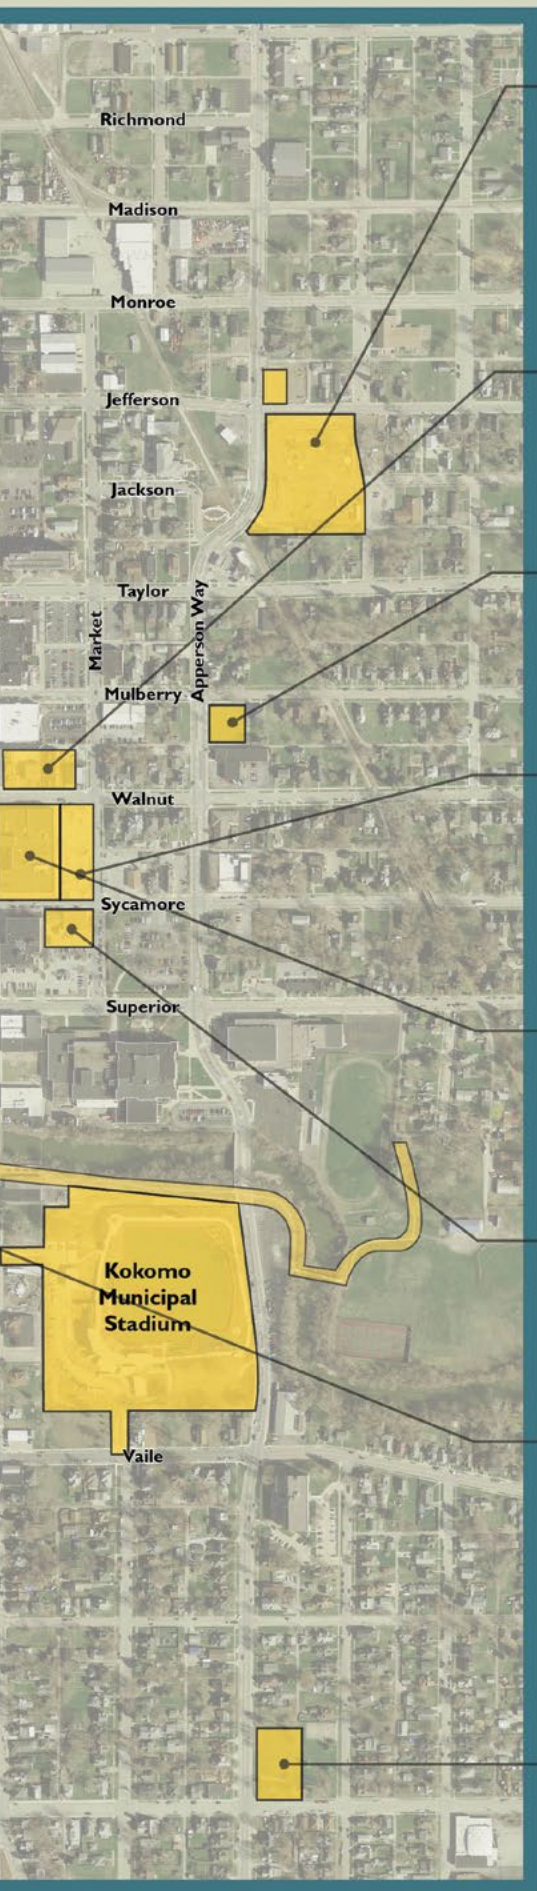 Richmond
Madison
Monroe
Jefferson
Jackson
Taylor
Market
Apperson Way
Mulberry
Walnut
Sycamore
Superior
Kokomo
Municipal
Stadium
Vaile